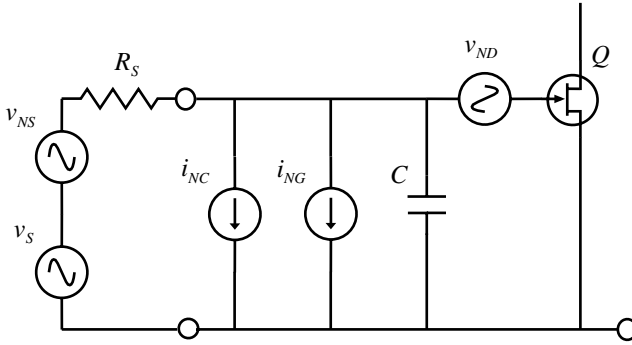 v_ND
Q
R_S
v_NS
i_NC
i_NG
C
v_S